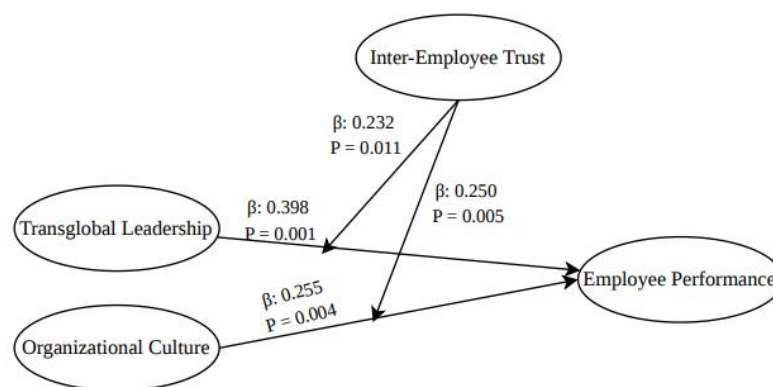 Inter-Employee Trust
β: 0.232
P = 0.011
β: 0.250
P = 0.005
β: 0.398
P = 0.001
Transglobal Leadership
Employee Performance
β: 0.255
P = 0.004
Organizational Culture